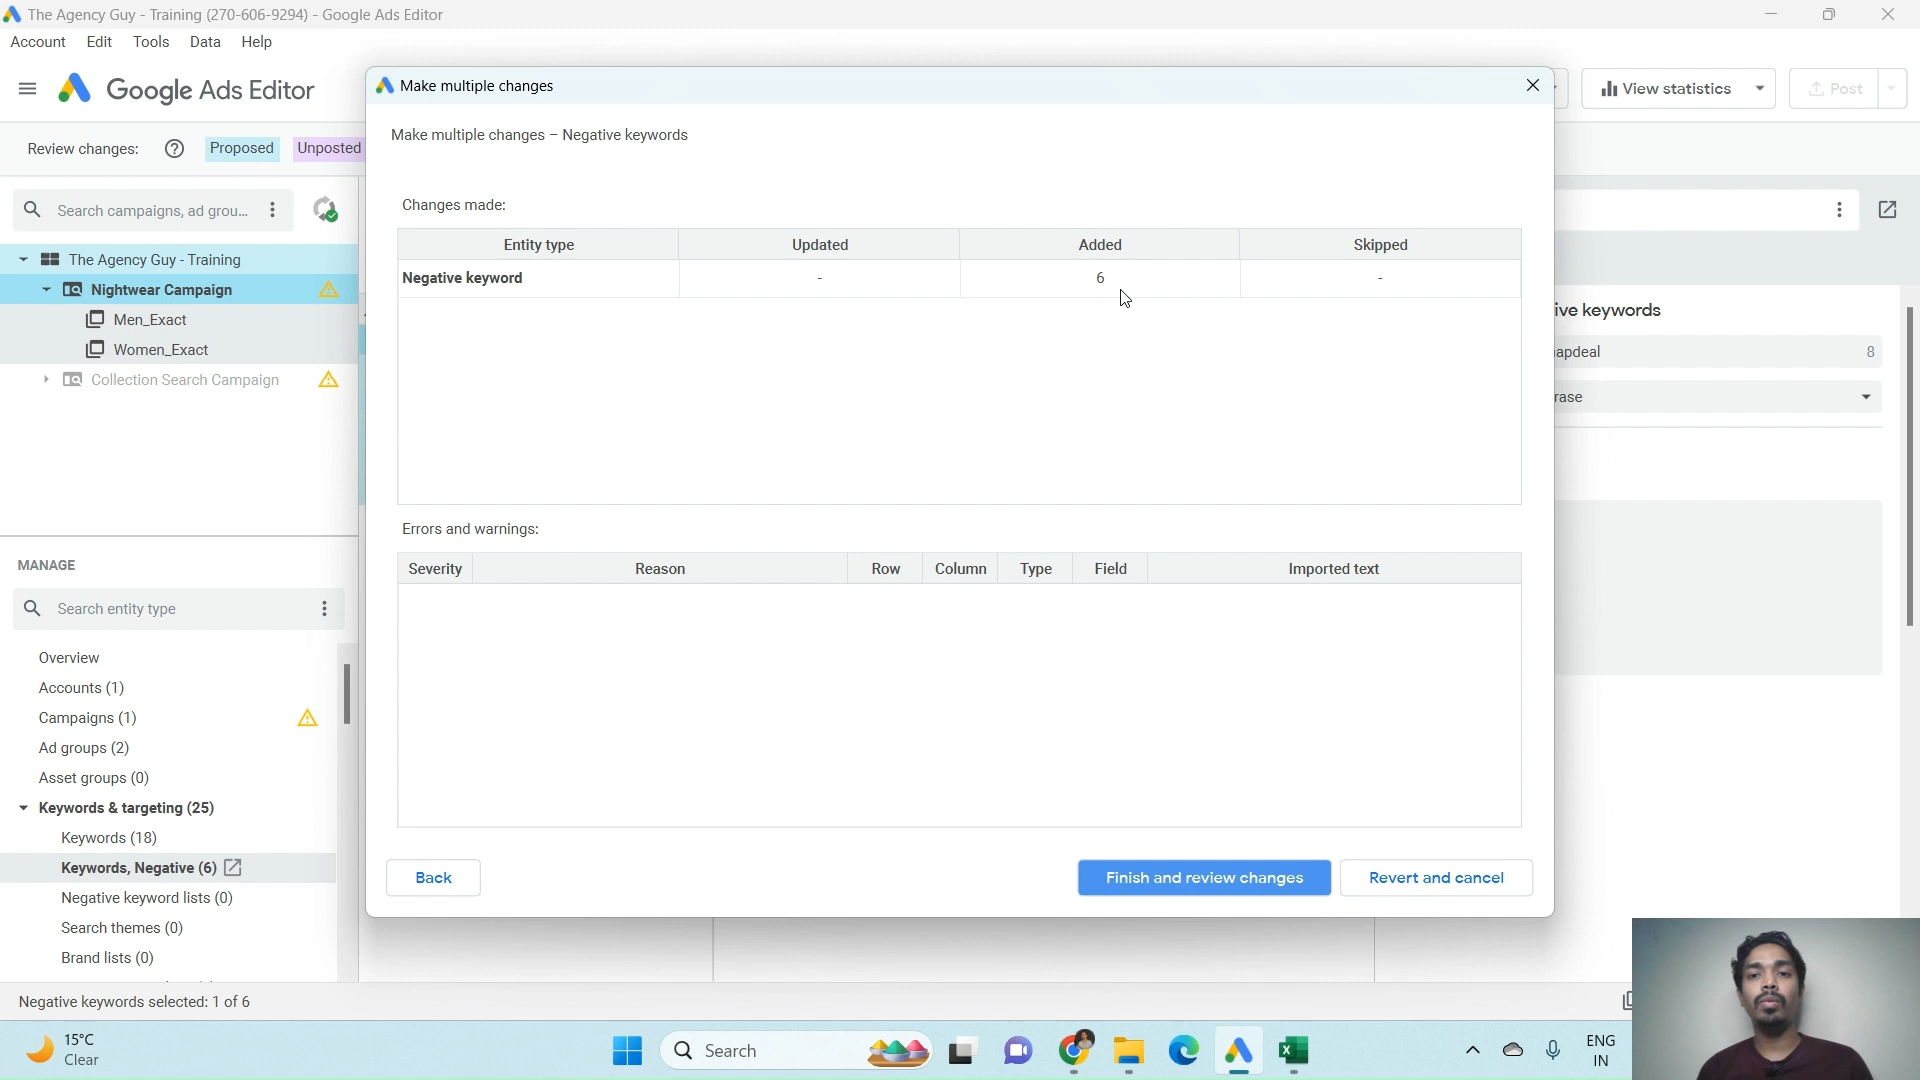 The Agency Guy - Training (270-606-9294) - Google Ads Editor
Account Edit Tools Data Help
Google Ads Editor
View statistics
Post
Review changes:
Proposed
Unposted
Search campaigns, ad grou...
The Agency Guy - Training
Nightwear Campaign
Men_Exact
Women_Exact
Collection Search Campaign
MANAGE
Search entity type
Overview
Accounts (1)
Campaigns (1)
Ad groups (2)
Asset groups (0)
Keywords & targeting (25)
Keywords (18)
Keywords, Negative (6)
Negative keyword lists (0)
Search themes (0)
Brand lists (0)
Negative keywords selected: 1 of 6
Make multiple changes
Make multiple changes – Negative keywords
Changes made:
Entity type Updated Added Skipped
Negative keyword - 6 -
Errors and warnings:
Severity Reason Row Column Type Field Imported text
Back
Finish and review changes
Revert and cancel
ive keywords
apdeal 8
rase
15°C
Clear
Search
ENG
IN